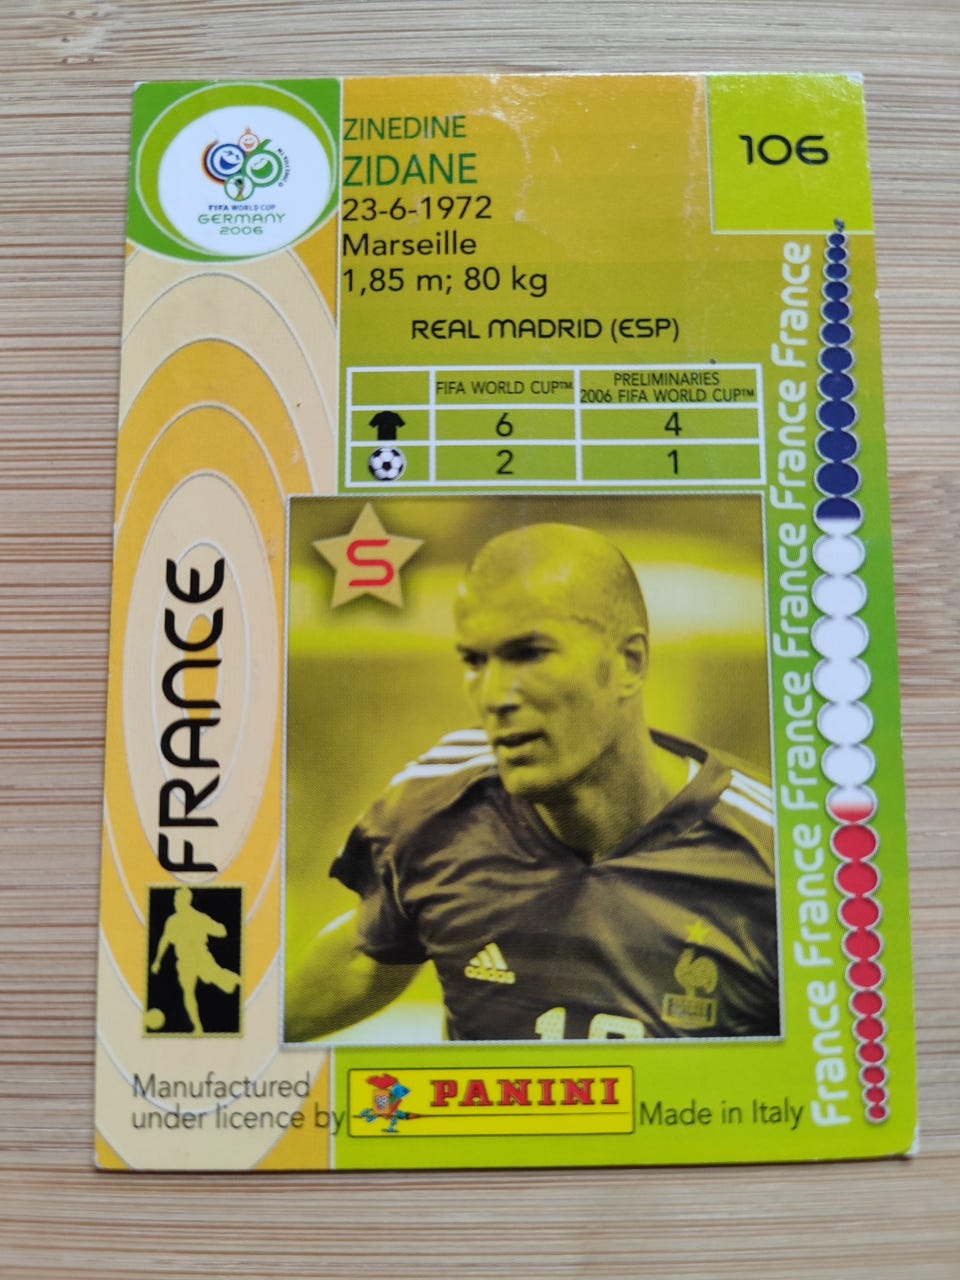 FIFA WORLD CUP
GERMANY
2006
ZINEDINE
ZIDANE
23-6-1972
Marseille
1,85 m; 80 kg
106
REAL MADRID (ESP)
FIFA WORLD CUP™
PRELIMINARIES
2006 FIFA WORLD CUP™
6
4
2
1
S
FRANCE
France France France France France France
adidas
10
Manufactured
under licence by
PANINI
Made in Italy